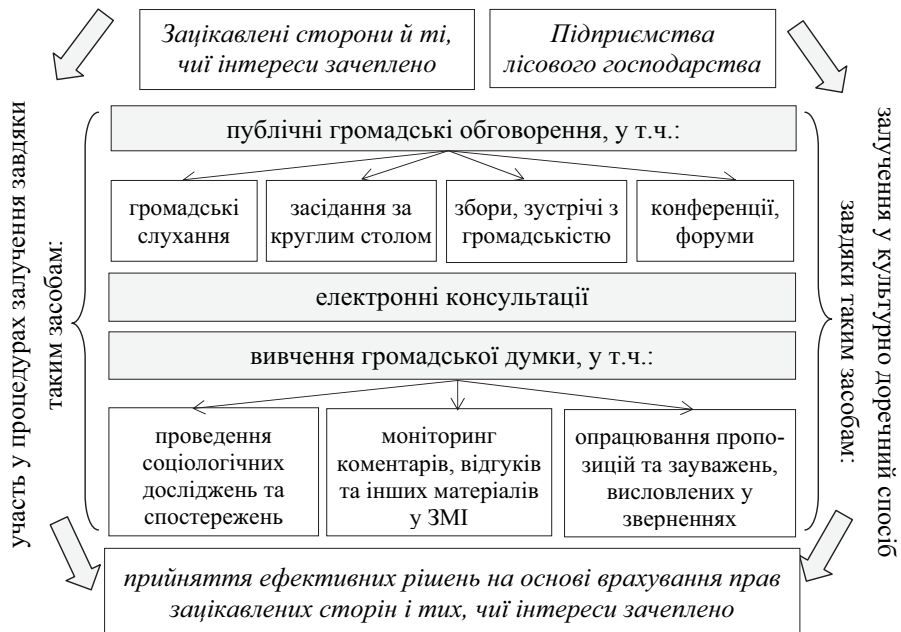 Зацікавлені сторони й ті,
чиї інтереси зачеплено
Підприємства
лісового господарства
участь у процедурах залучення завдяки
таким засобам:
публічні громадські обговорення, у т.ч.:
громадські
слухання
засідання за
круглим столом
збори, зустрічі з
громадськістю
конференції,
форуми
електронні консультації
вивчення громадської думки, у т.ч.:
проведення
соціологічних
досліджень та
спостережень
моніторинг
коментарів, відгуків
та інших матеріалів
у ЗМІ
опрацювання пропо-
зицій та зауважень,
висловлених у
зверненнях
залучення у культурно доречний спосіб
завдяки таким засобам:
прийняття ефективних рішень на основі врахування прав
зацікавлених сторін і тих, чиї інтереси зачеплено